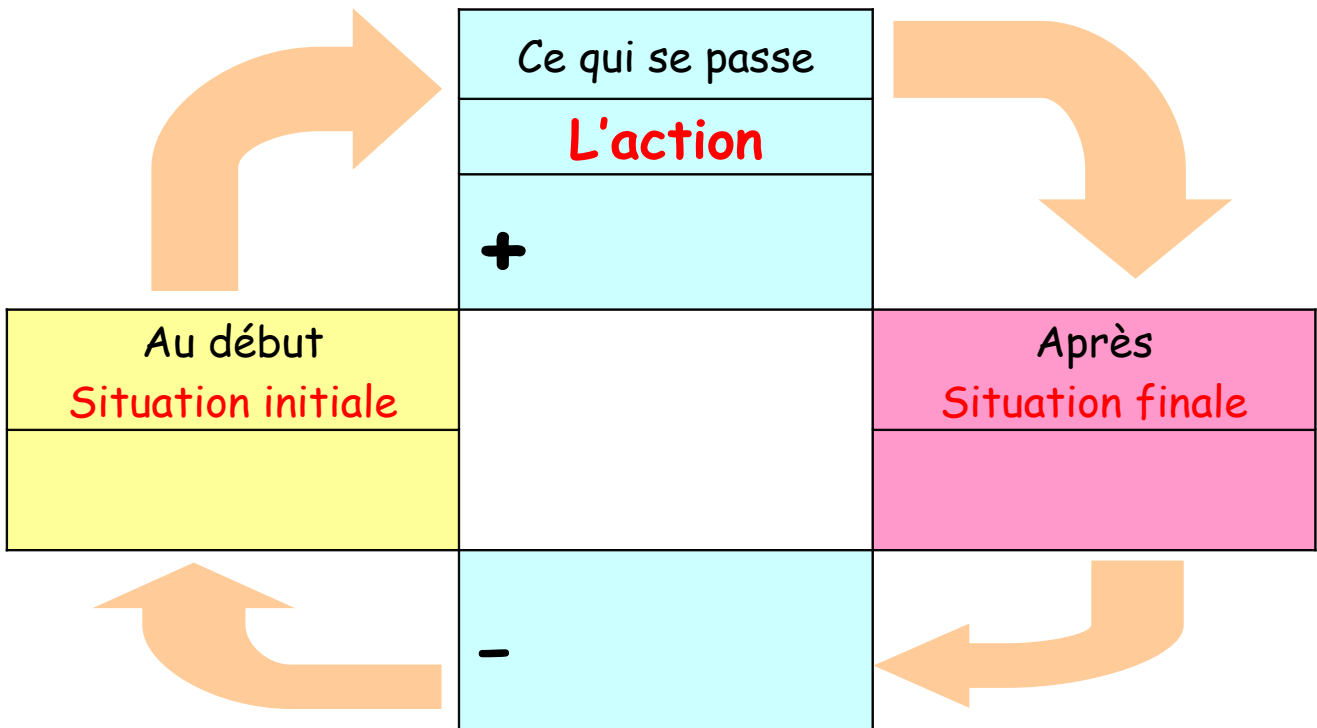 Ce qui se passe
L'action
+
Au début
Situation initiale
Après
Situation finale
-